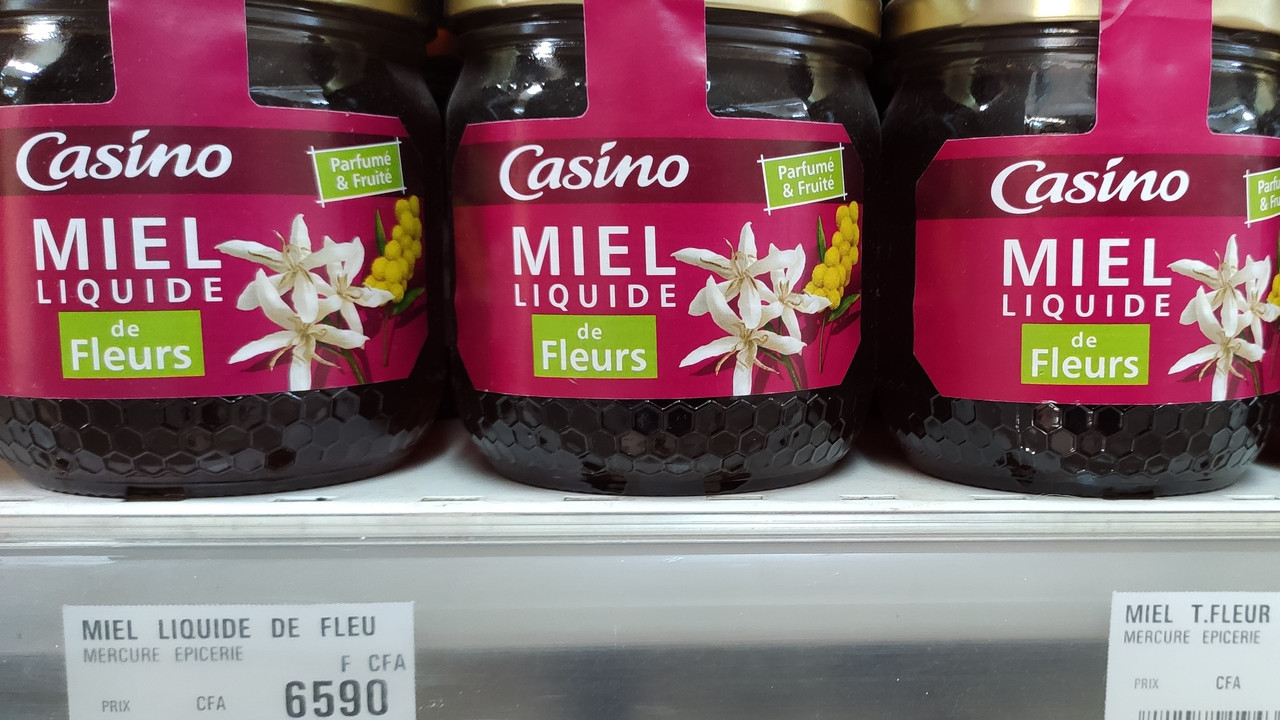 Casino
Parfumé
& Fruité
MIEL
LIQUIDE
de
Fleurs
Casino
Parfumé
& Fruité
MIEL
LIQUIDE
de
Fleurs
Casino
MIEL
LIQUIDE
de
Fleurs
MIEL LIQUIDE DE FLEU
MERCURE EPICERIE
F CFA
PRIX CFA 6590
MIEL T.FLEUR
MERCURE EPICERIE
PRIX CFA